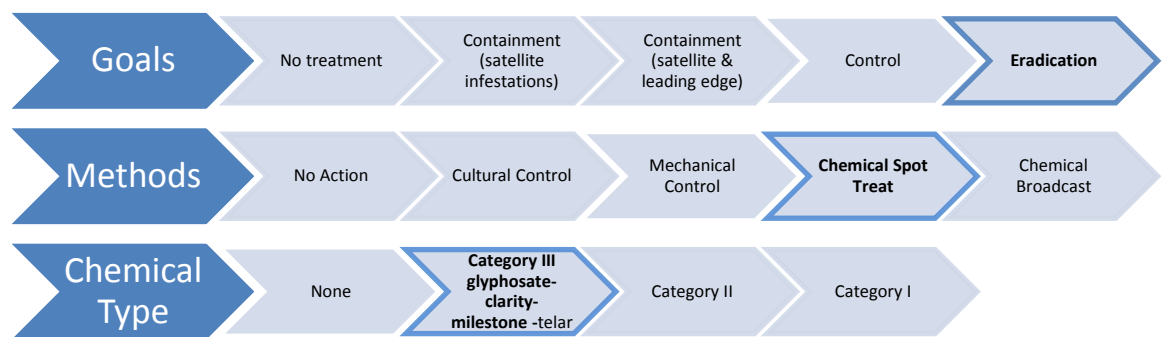 Goals
No treatment
Containment
(satellite
infestations)
Containment
(satellite &
leading edge)
Control
Eradication
Methods
No Action
Cultural Control
Mechanical
Control
Chemical Spot
Treat
Chemical
Broadcast
Chemical
Type
None
Category III
glyphosate-
clarity-
milestone -telar
Category II
Category I